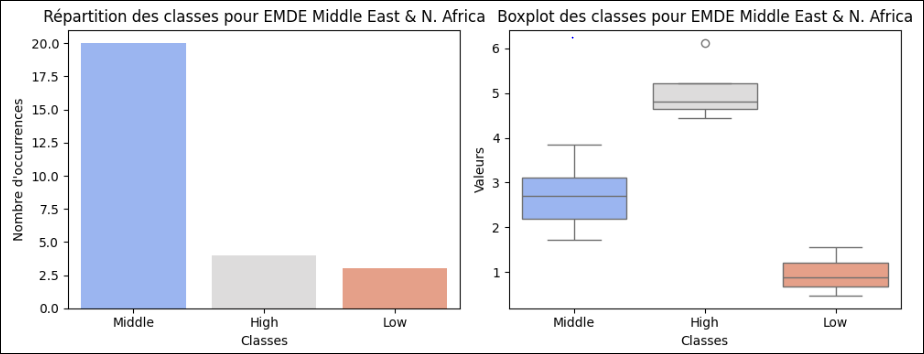 Répartition des classes pour EMDE Middle East & N. Africa
Nombre d'occurrences
20.0
17.5
15.0
12.5
10.0
7.5
5.0
2.5
0.0
Middle
High
Low
Classes
Boxplot des classes pour EMDE Middle East & N. Africa
Valeurs
6
5
4
3
2
1
Middle
High
Low
Classes